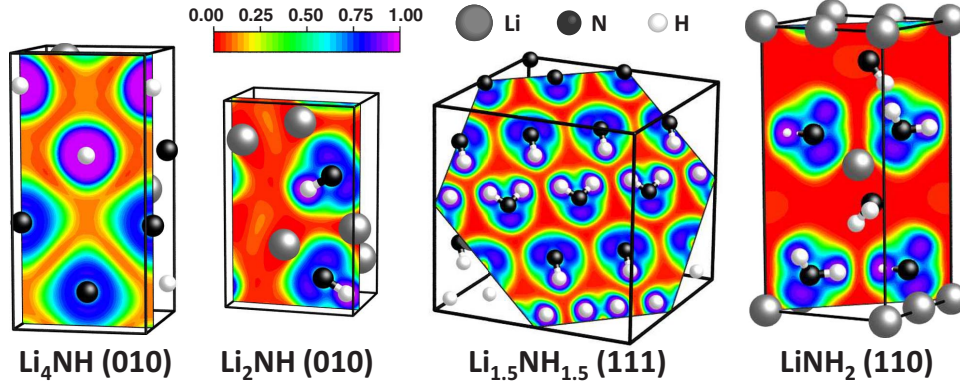 0.00 0.25 0.50 0.75 1.00
Li N H
Li₄NH (010) Li₂NH (010) Li₁.₅NH₁.₅ (111) LiNH₂ (110)